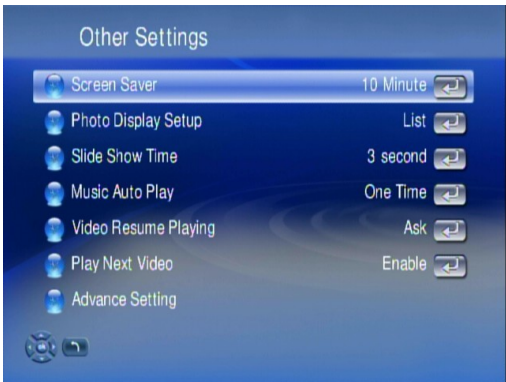 Other Settings
Screen Saver 10 Minute
Photo Display Setup List
Slide Show Time 3 second
Music Auto Play One Time
Video Resume Playing Ask
Play Next Video Enable
Advance Setting